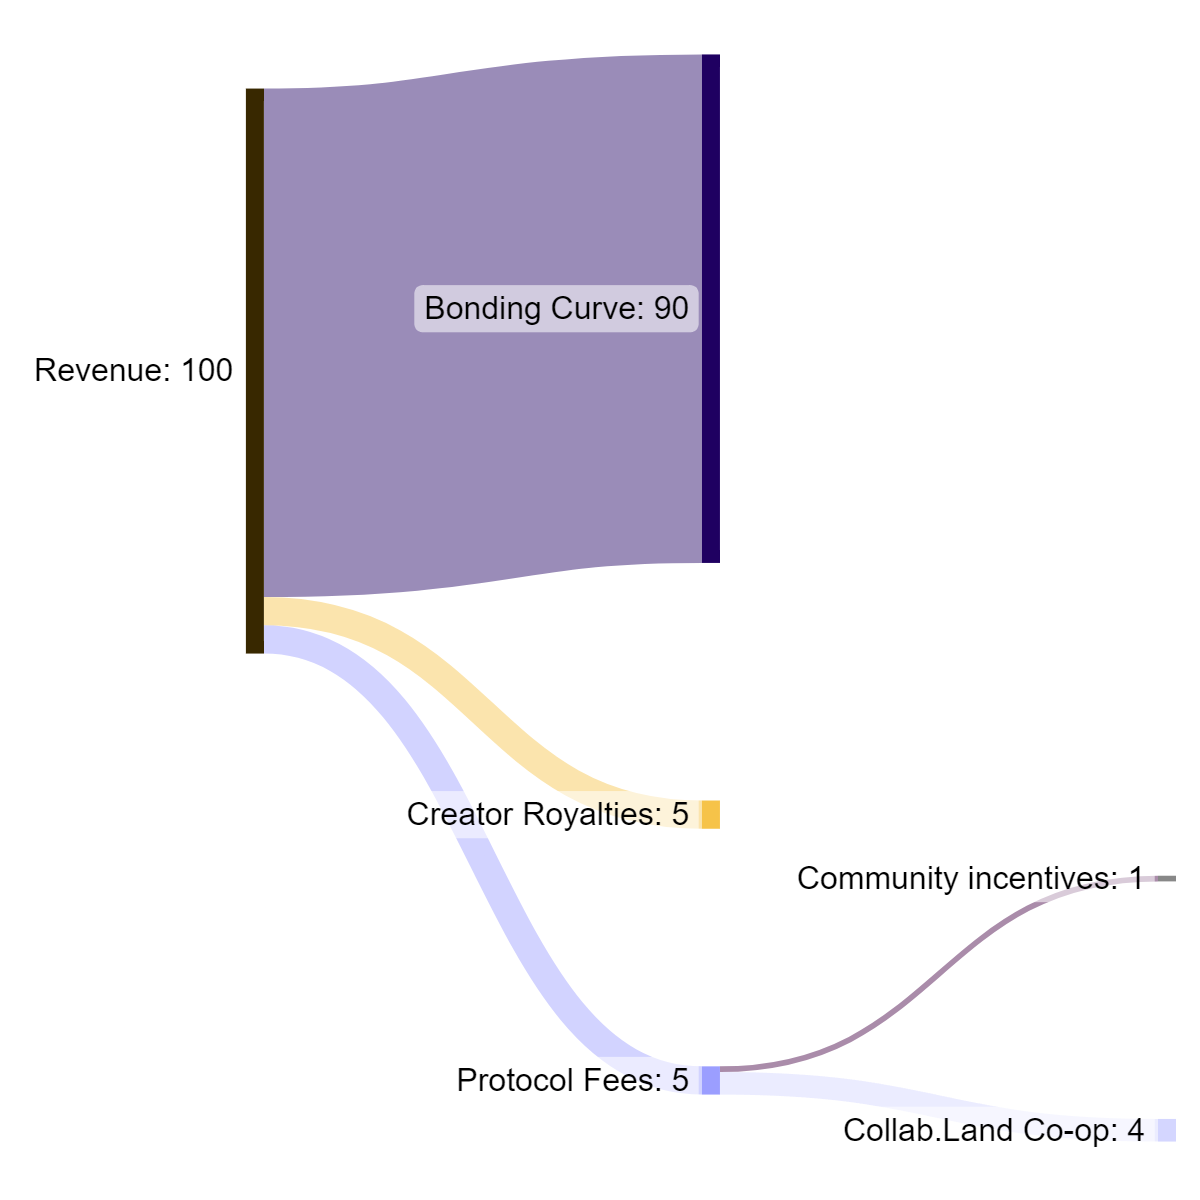 Bonding Curve: 90
Revenue: 100
Creator Royalties: 5
Community incentives: 1
Protocol Fees: 5
Collab.Land Co-op: 4